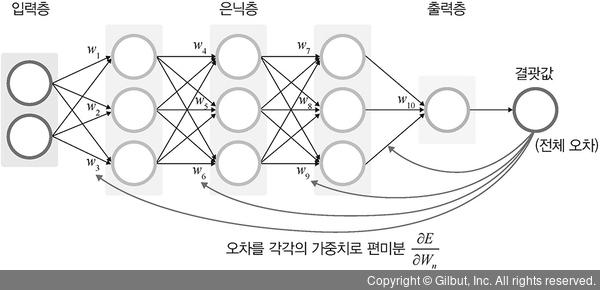 입력층 은닉층 출력층
w1 w4 w7
결괏값
w2 w5 w8 w10
(전체 오차)
w3 w6 w9
오차를 각각의 가중치로 편미분 ∂E/∂Wn
Copyright © Gilbut, Inc. All rights reserved.